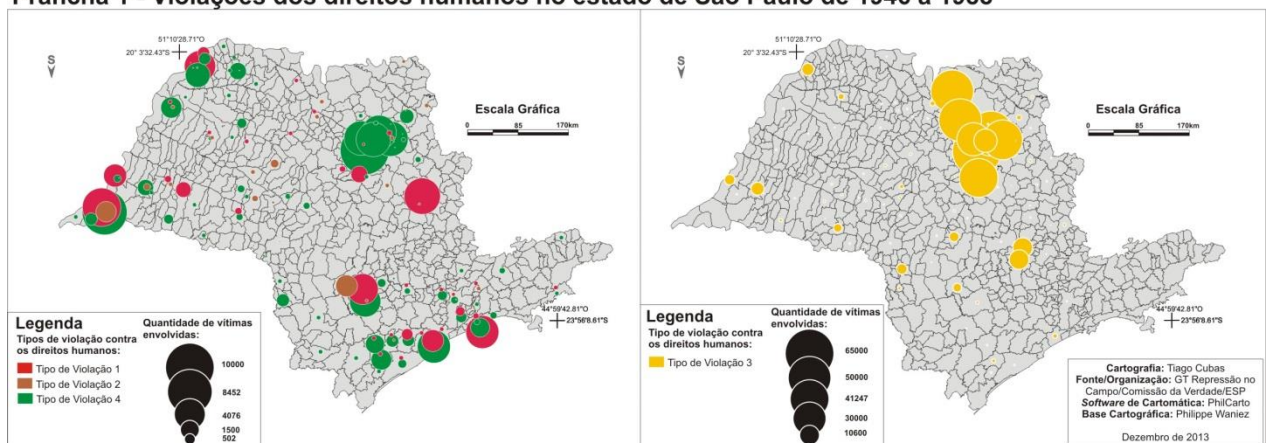 Prancha 1 - Violações dos direitos humanos no estado de São Paulo de 1946 a 1988
51°10'28.71"O
20° 3'32.43"S
S
Escala Gráfica
0 85 170km
44°59'42.81"O
23°56'8.61"S
Legenda
Tipos de violação contra
os direitos humanos:
Tipo de Violação 1
Tipo de Violação 2
Tipo de Violação 4
Quantidade de vítimas
envolvidas:
10000
8452
4076
1500
502
51°10'28.71"O
20° 3'32.43"S
S
Escala Gráfica
0 85 170km
44°59'42.81"O
23°56'8.61"S
Legenda
Tipos de violação contra
os direitos humanos:
Tipo de Violação 3
Quantidade de vítimas
envolvidas:
65000
50000
41247
30000
10600
Cartografia: Tiago Cubas
Fonte/Organização: GT Repressão no
Campo/Comissão da Verdade/ESP
Software de Cartomática: PhilCarto
Base Cartográfica: Philippe Waniez
Dezembro de 2013